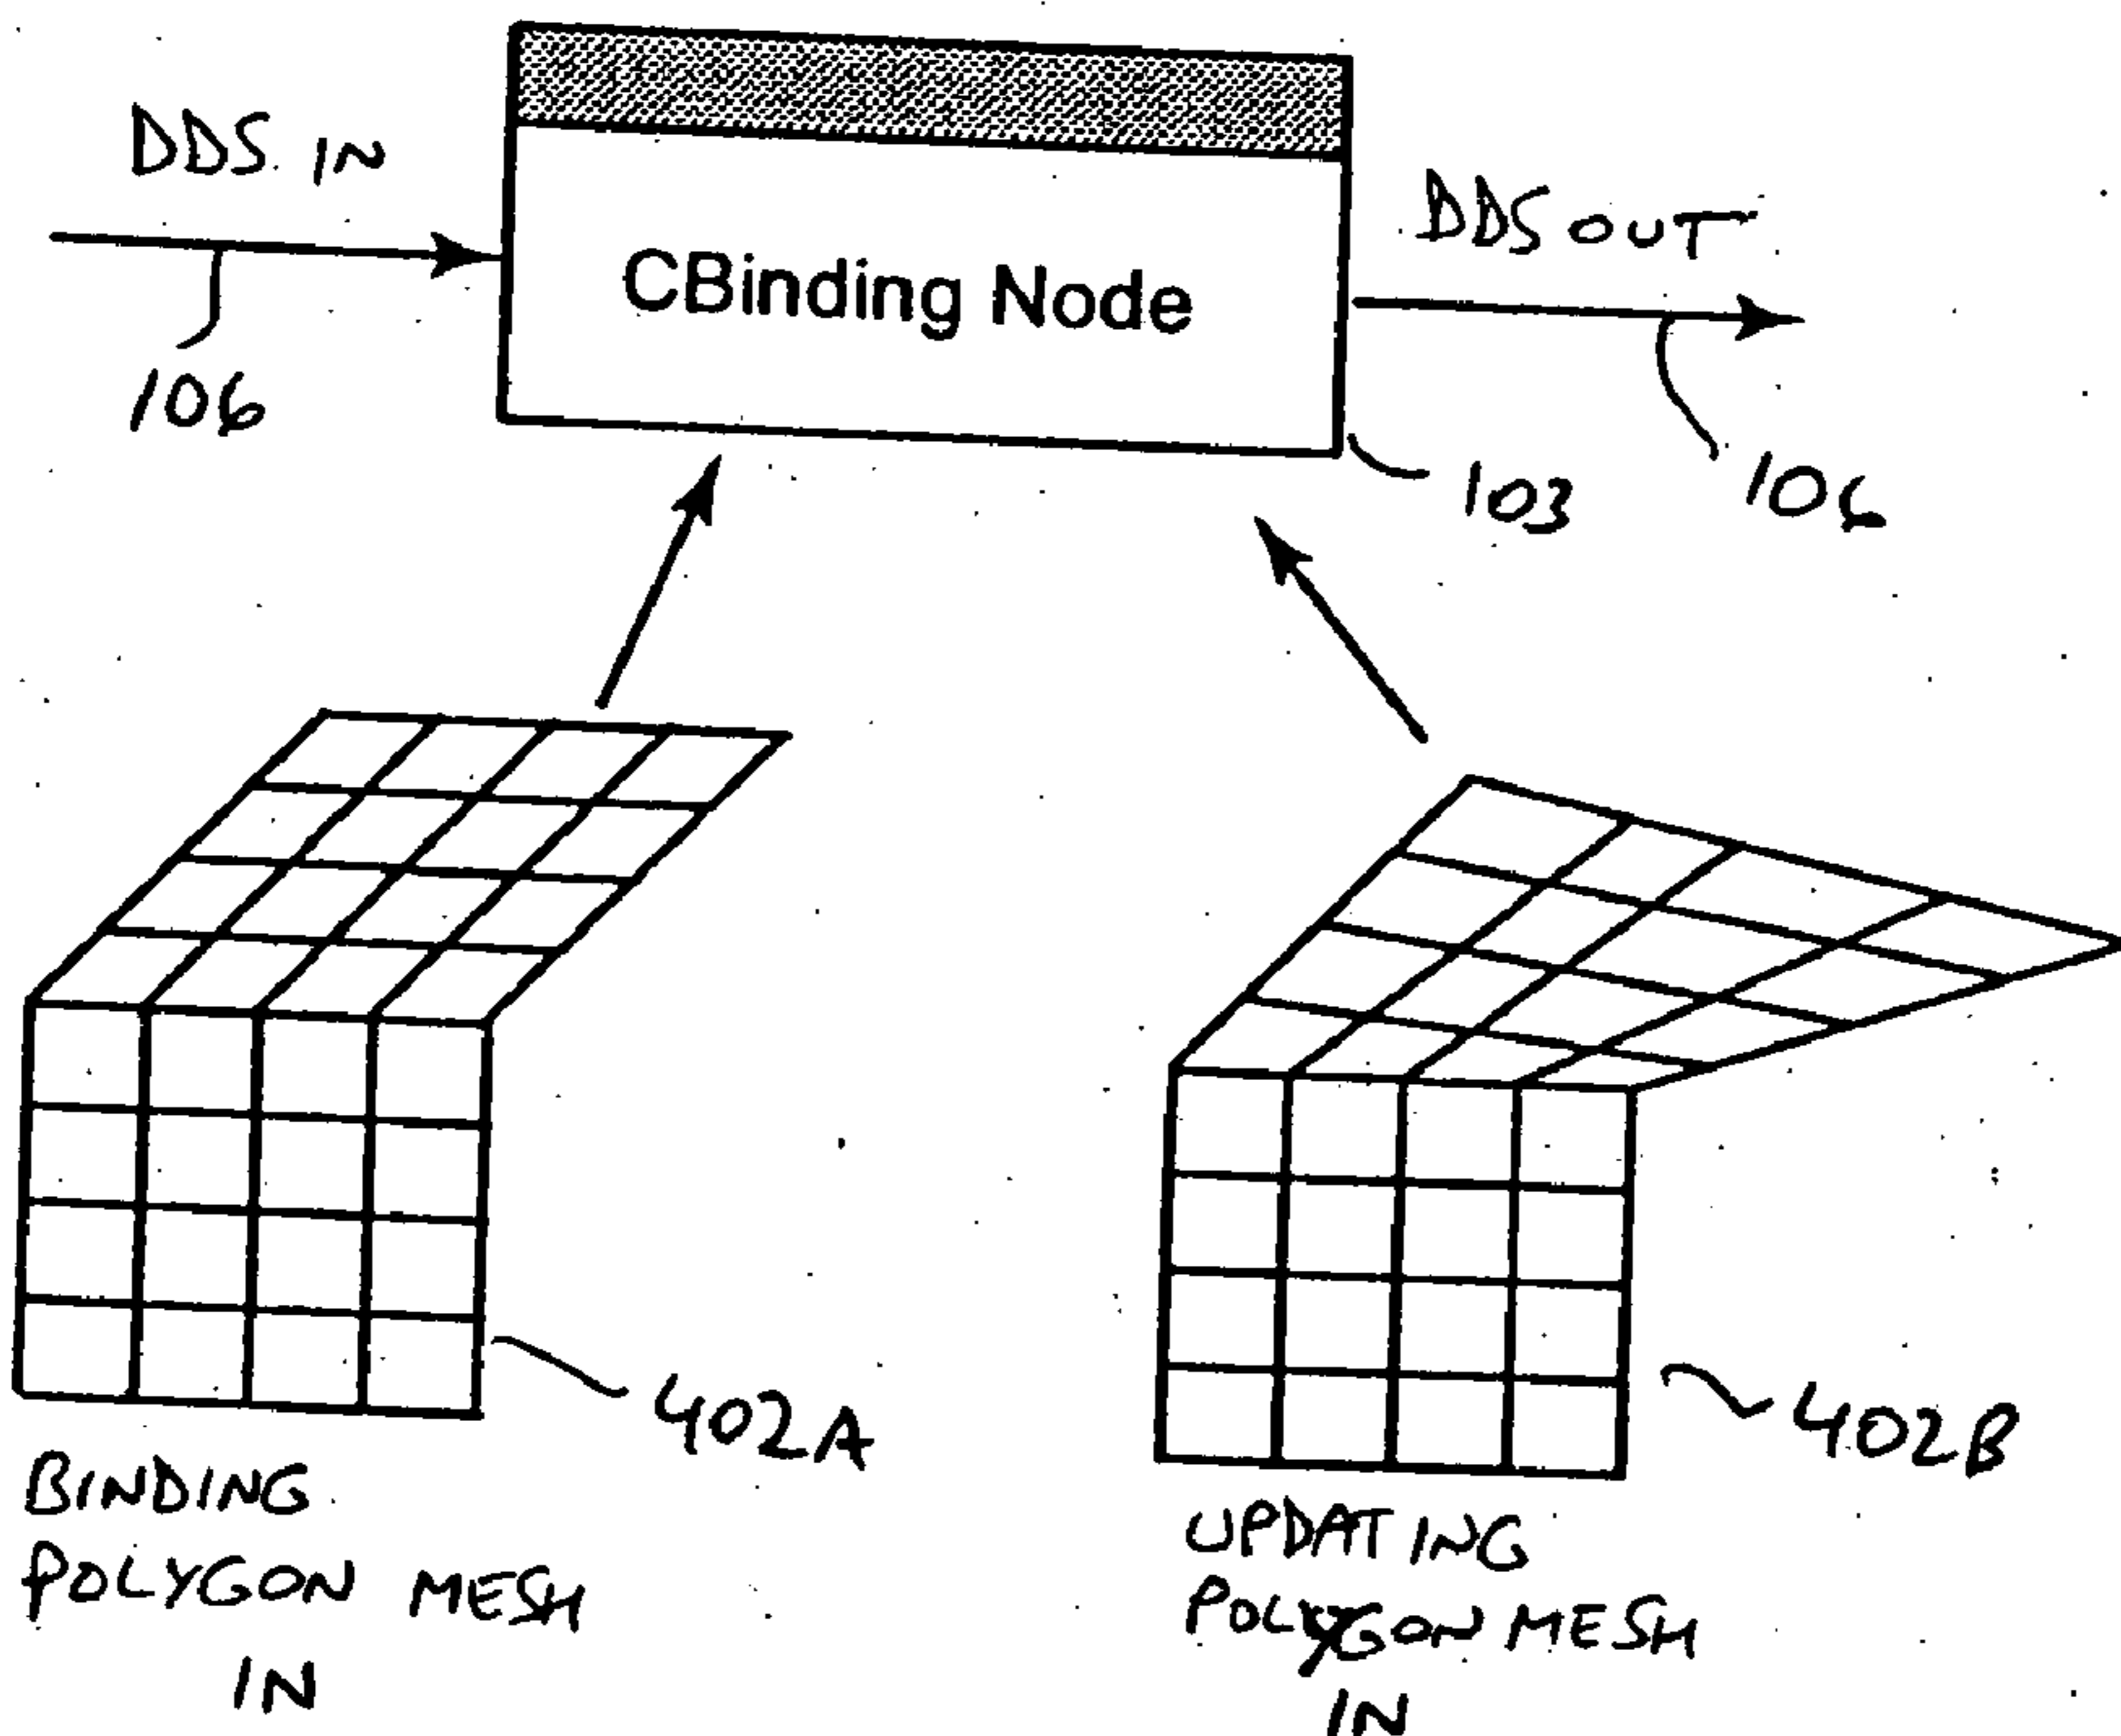 DDS IN
CBinding Node
DDS OUT
106
103
106
402A
402B
BINDING
POLYGON MESH
IN
UPDATING
POLYGON MESH
IN